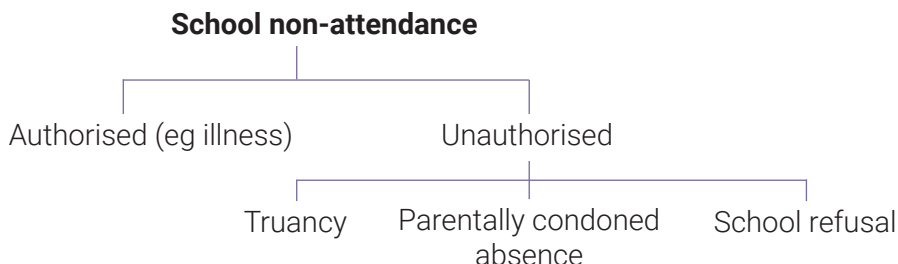 School non-attendance
Authorised (eg illness)
Unauthorised
Truancy
Parentally condoned
absence
School refusal